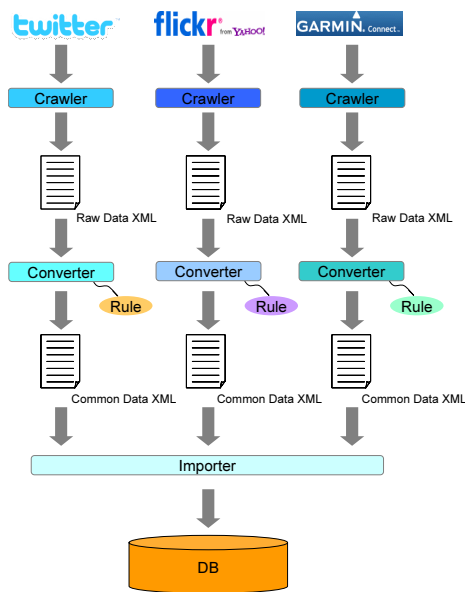 twitter flickr from YAHOO! GARMIN. Connect
Crawler Crawler Crawler
Raw Data XML Raw Data XML Raw Data XML
Converter Converter Converter
Rule Rule Rule
Common Data XML Common Data XML Common Data XML
Importer
DB